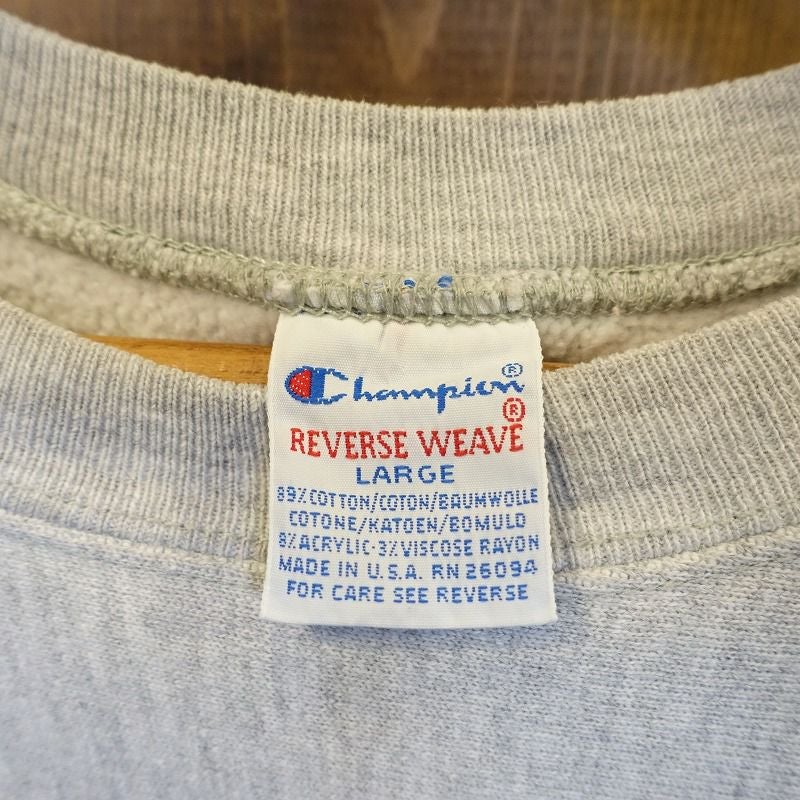 Champion®
REVERSE WEAVE®
LARGE
89% COTTON/COTON/BAUMWOLLE
COTONE/KATOEN/BOMULD
8% ACRYLIC·3% VISCOSE RAYON
MADE IN U.S.A. RN 26094
FOR CARE SEE REVERSE